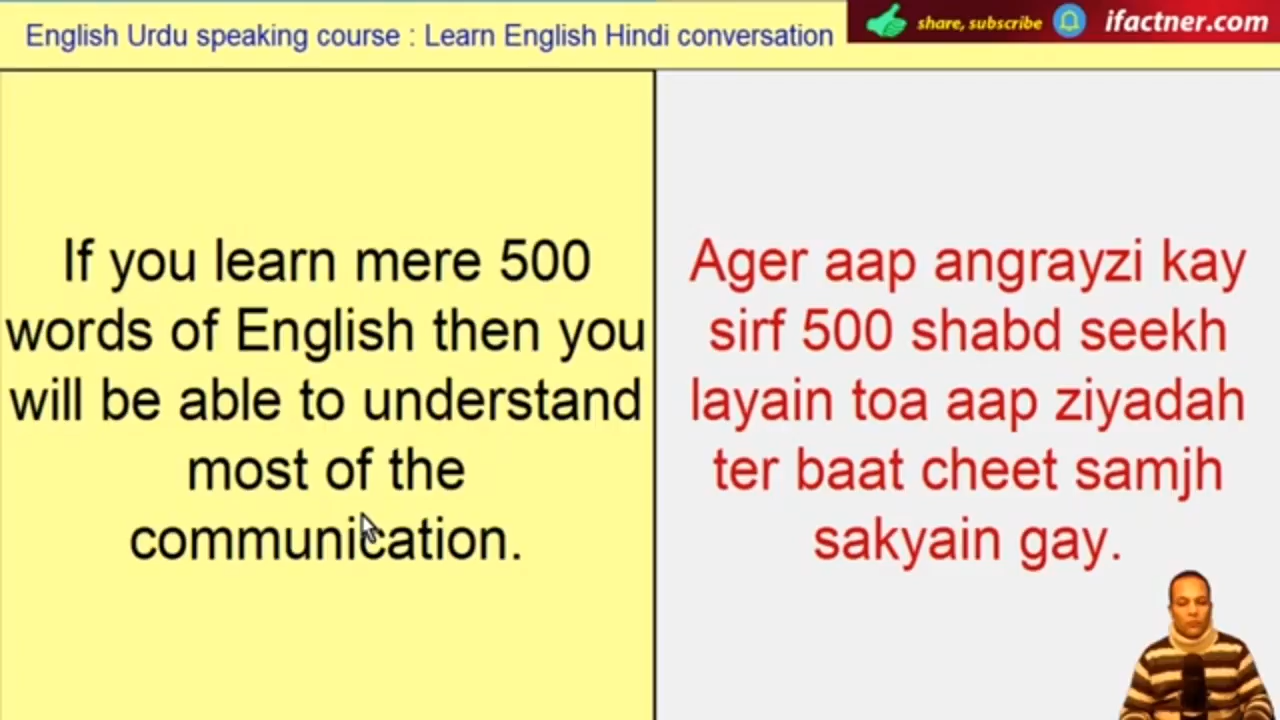 English Urdu speaking course : Learn English Hindi conversation
share, subscribe
ifactner.com
If you learn mere 500
words of English then you
will be able to understand
most of the
communication.
Ager aap angrayzi kay
sirf 500 shabd seekh
layain toa aap ziyadah
ter baat cheet samjh
sakyain gay.